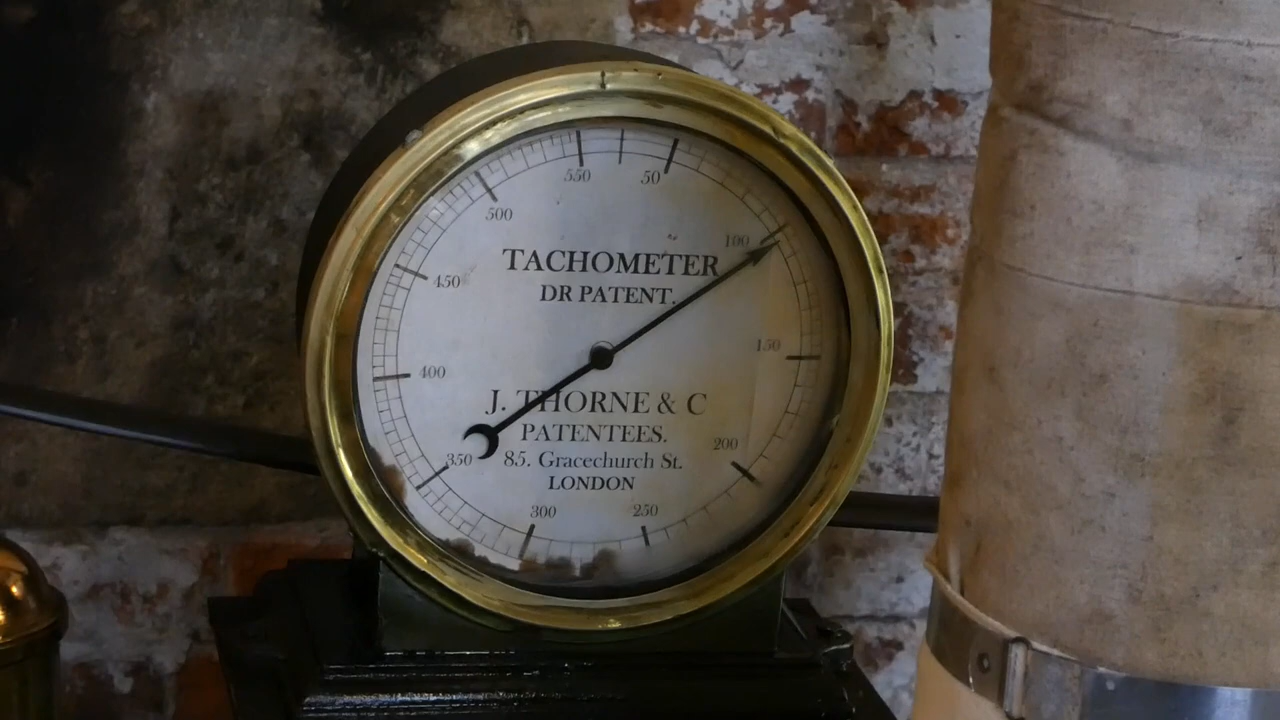 550
50
500
100
TACHOMETER
450
DR PATENT.
150
400
J. THORNE & C
PATENTEES.
200
350
85. Gracechurch St.
LONDON
300
250